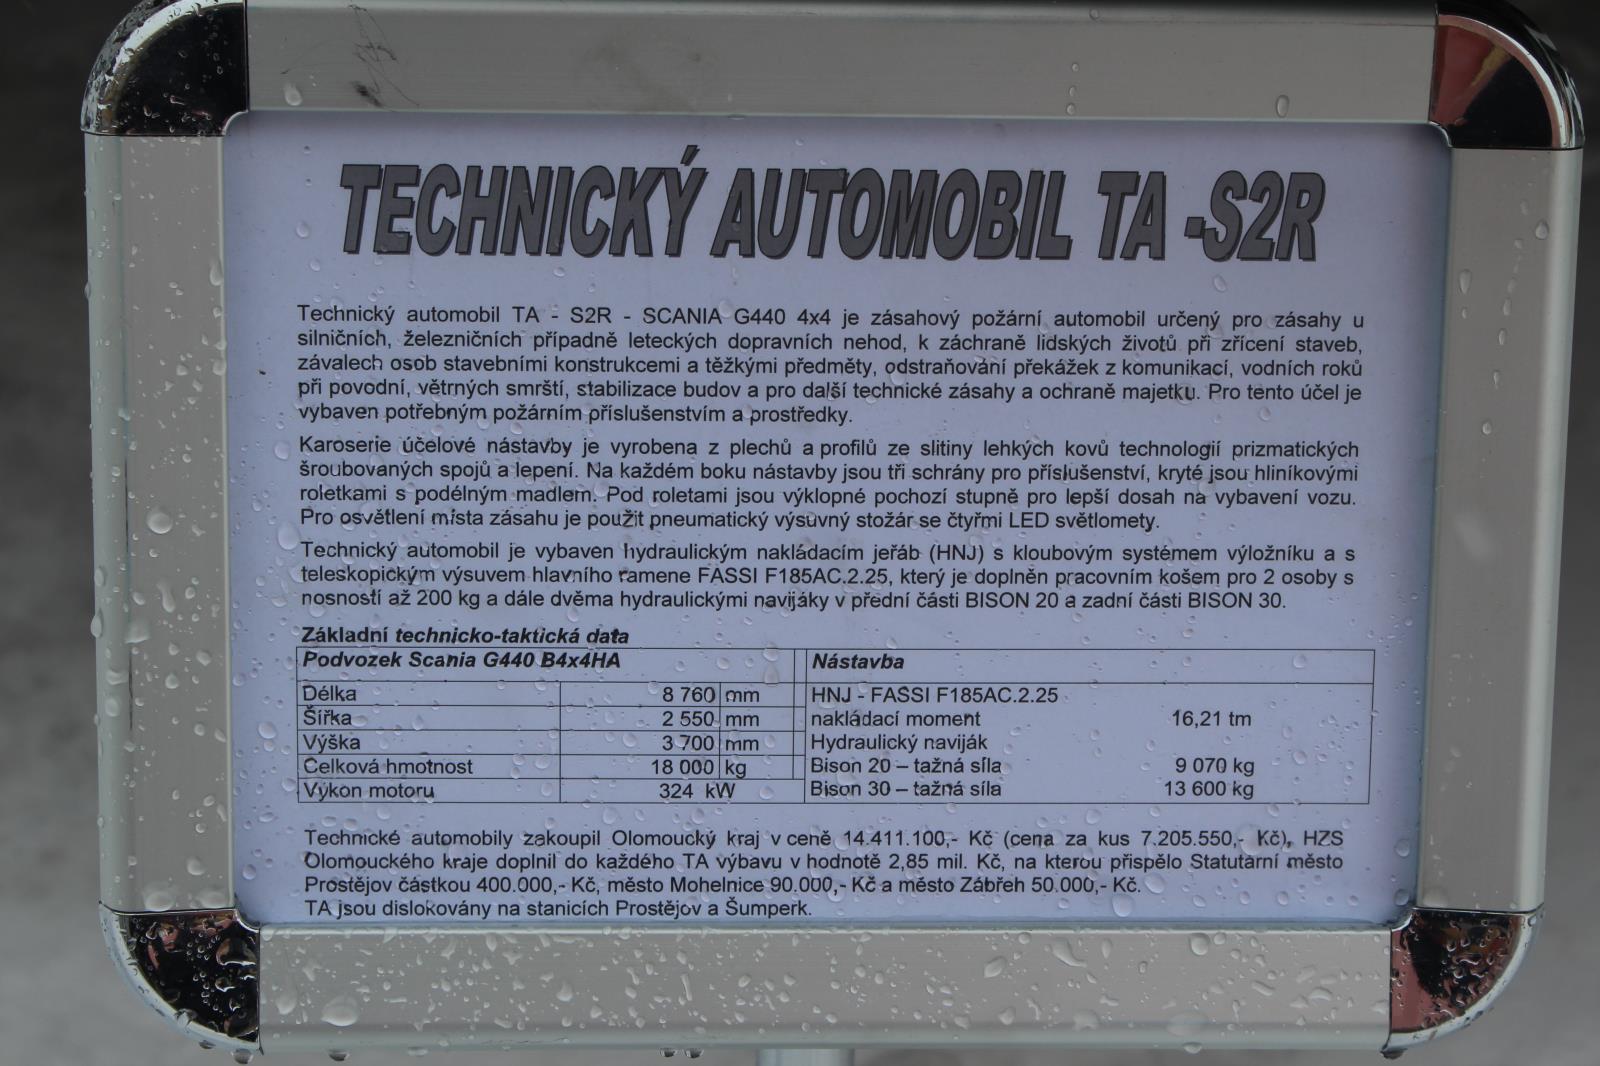 TECHNICKÝ AUTOMOBIL TA -S2R
Technický automobil TA - S2R - SCANIA G440 4x4 je zásahový požární automobil určený pro zásahy u
silničních, železničních případně leteckých dopravních nehod, k záchraně lidských životů při zřícení staveb,
závalech osob stavebními konstrukcemi a těžkými předměty, odstraňování překážek z komunikací, vodních roků
při povodní, větrných smrští, stabilizace budov a pro další technické zásahy a ochraně majetku. Pro tento účel je
vybaven potřebným požárním příslušenstvím a prostředky.
Karoserie účelové nástavby je vyrobena z plechů a profilů ze slitiny lehkých kovů technologií prizmatických
šroubovaných spojů a lepení. Na každém boku nástavby jsou tři schrány pro příslušenství, kryté jsou hliníkovými
roletkami s podélným madlem. Pod roletami jsou výklopné pochozí stupně pro lepší dosah na vybavení vozu.
Pro osvětlení místa zásahu je použit pneumatický výsuvný stožár se čtyřmi LED světlomety.
Technický automobil je vybaven hydraulickým nakládacím jeřáb (HNJ) s kloubovým systémem výložníku a s
teleskopickým výsuvem hlavního ramene FASSI F185AC.2.25, který je doplněn pracovním košem pro 2 osoby s
nosností až 200 kg a dále dvěma hydraulickými navijáky v přední části BISON 20 a zadní části BISON 30.
Základní technicko-taktická data
Podvozek Scania G440 B4x4HA Nástavba
Délka 8 760 mm HNJ - FASSI F185AC.2.25
Šířka 2 550 mm nakládací moment 16,21 tm
Výška 3 700 mm Hydraulický naviják
Celková hmotnost 18 000 kg Bison 20 – tažná síla 9 070 kg
Výkon motoru 324 kW Bison 30 – tažná síla 13 600 kg
Technické automobily zakoupil Olomoucký kraj v ceně 14.411.100,- Kč (cena za kus 7.205.550,- Kč), HZS
Olomouckého kraje doplnil do každého TA výbavu v hodnotě 2,85 mil. Kč, na kterou přispělo Statutární město
Prostějov částkou 400.000,- Kč, město Mohelnice 90.000,- Kč a město Zábřeh 50.000,- Kč.
TA jsou dislokovány na stanicích Prostějov a Šumperk.